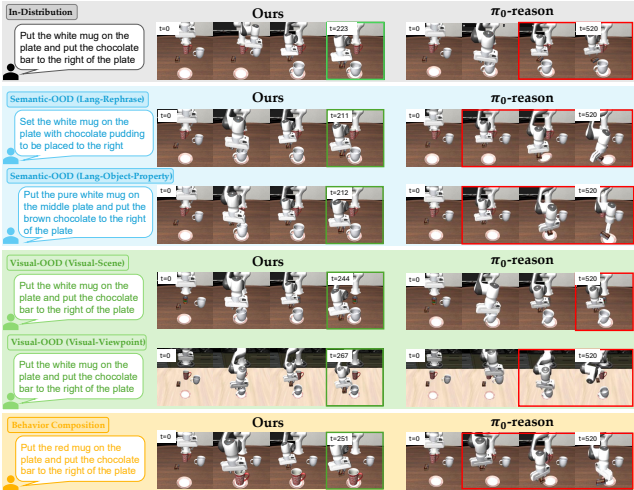 In-Distribution
Ours
π0-reason
Put the white mug on the
plate and put the chocolate
bar to the right of the plate
t=0
t=223
t=0
t=520
Semantic-OOD (Lang-Rephrase)
Ours
π0-reason
Set the white mug on the
plate with chocolate pudding
to be placed to the right
t=0
t=211
t=0
t=520
Semantic-OOD (Lang-Object-Property)
Put the pure white mug on
the middle plate and put the
brown chocolate to the right
of the plate
t=0
t=212
t=0
t=520
Visual-OOD (Visual-Scene)
Ours
π0-reason
Put the white mug on the
plate and put the chocolate
bar to the right of the plate
t=0
t=244
t=0
t=520
Visual-OOD (Visual-Viewpoint)
Put the white mug on the
plate and put the chocolate
bar to the right of the plate
t=0
t=267
t=0
t=520
Behavior Composition
Ours
π0-reason
Put the red mug on the
plate and put the chocolate
bar to the right of the plate
t=0
t=251
t=0
t=520